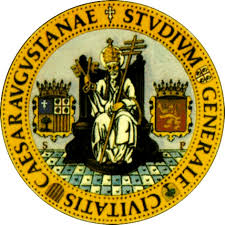 STVDIVM GENERALE CIVITATIS CAESARAVGVSTANAE
S P